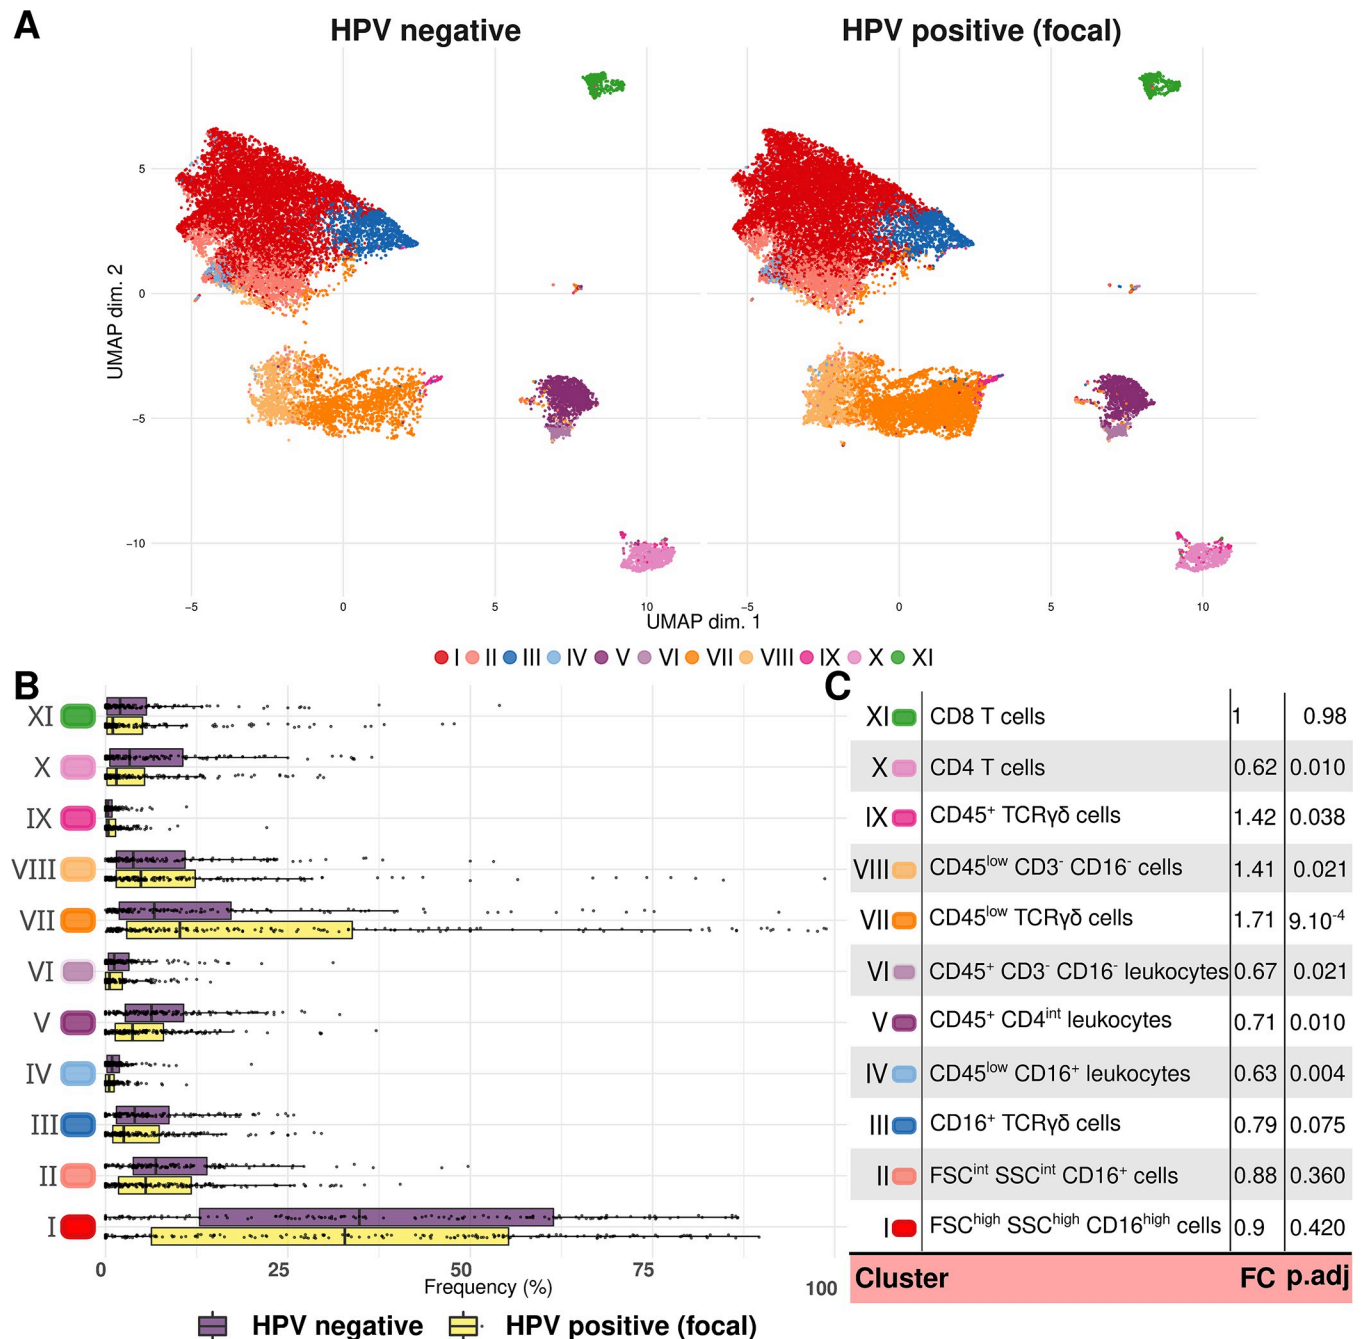 A
HPV negative
HPV positive (focal)
UMAP dim. 2
5
0
−5
−10
−5 0 5 10 −5 0 5 10
UMAP dim. 1
I II III IV V VI VII VIII IX X XI
B
XI
X
IX
VIII
VII
VI
V
IV
III
II
I
0 25 50 75 100
Frequency (%)
HPV negative HPV positive (focal)
C
XI CD8 T cells 1 0.98
X CD4 T cells 0.62 0.010
IX CD45⁺ TCRγδ cells 1.42 0.038
VIII CD45ˡᵒʷ CD3⁻ CD16⁻ cells 1.41 0.021
VII CD45ˡᵒʷ TCRγδ cells 1.71 9.10⁻⁴
VI CD45⁺ CD3⁻ CD16⁻ leukocytes 0.67 0.021
V CD45⁺ CD4ⁱⁿᵗ leukocytes 0.71 0.010
IV CD45ˡᵒʷ CD16⁺ leukocytes 0.63 0.004
III CD16⁺ TCRγδ cells 0.79 0.075
II FSCⁱⁿᵗ SSCⁱⁿᵗ CD16⁺ cells 0.88 0.360
I FSCʰⁱᵍʰ SSCʰⁱᵍʰ CD16ʰⁱᵍʰ cells 0.9 0.420
Cluster FC p.adj